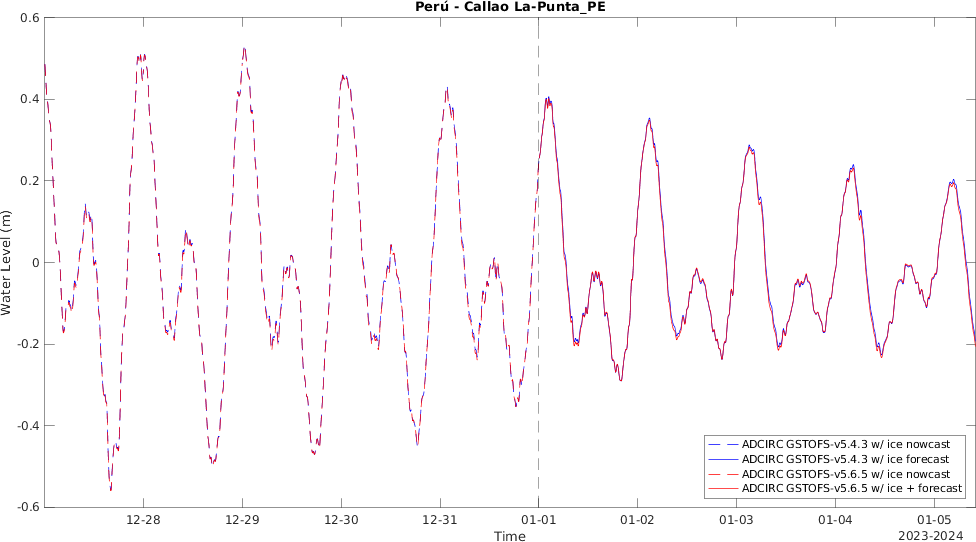 Perú - Callao La-Punta_PE
0.6
0.4
0.2
0
-0.2
-0.4
-0.6
Water Level (m)
12-28
12-29
12-30
12-31
01-01
01-02
01-03
01-04
01-05
Time
2023-2024
ADCIRC GSTOFS-v5.4.3 w/ ice nowcast
ADCIRC GSTOFS-v5.4.3 w/ ice forecast
ADCIRC GSTOFS-v5.6.5 w/ ice nowcast
ADCIRC GSTOFS-v5.6.5 w/ ice + forecast